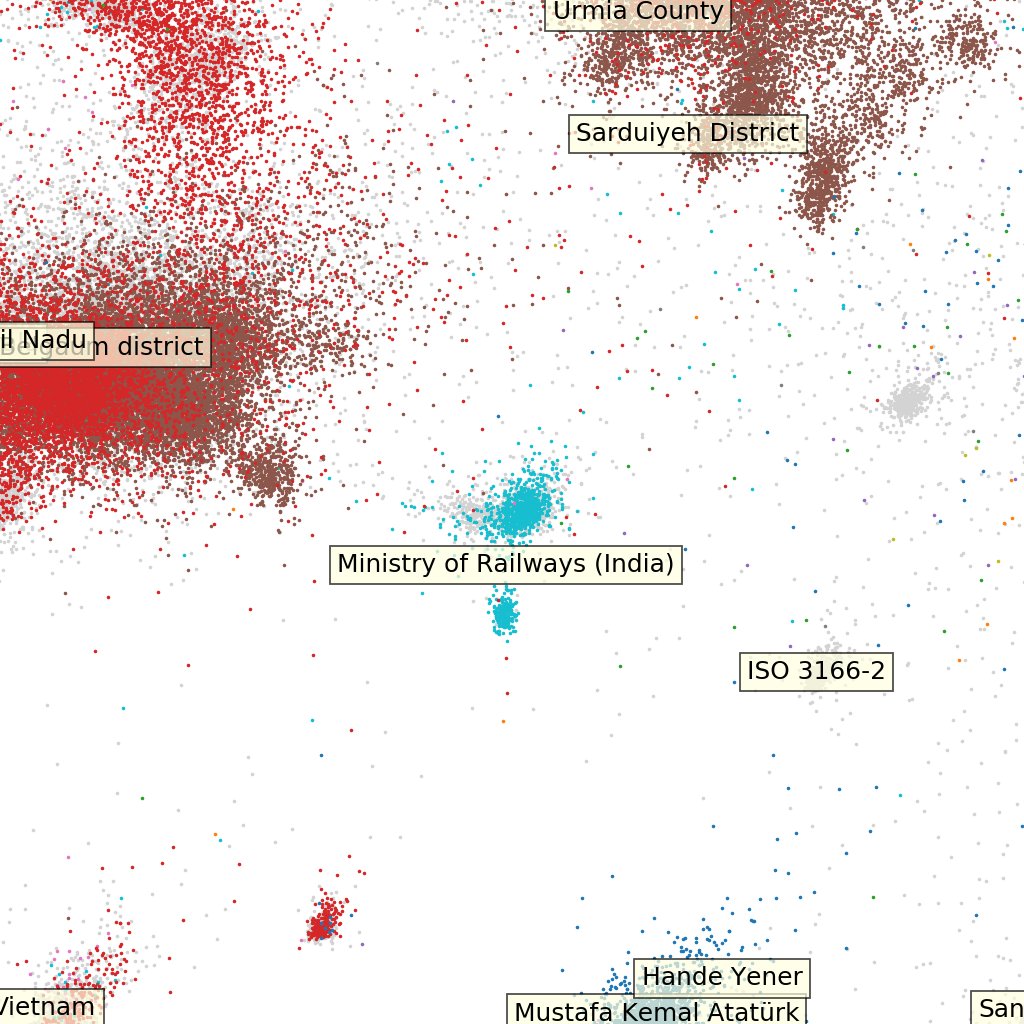 Urmia County
Sarduiyeh District
il Nadu
m district
Ministry of Railways (India)
ISO 3166-2
Hande Yener
Vietnam
Mustafa Kemal Atatürk
San